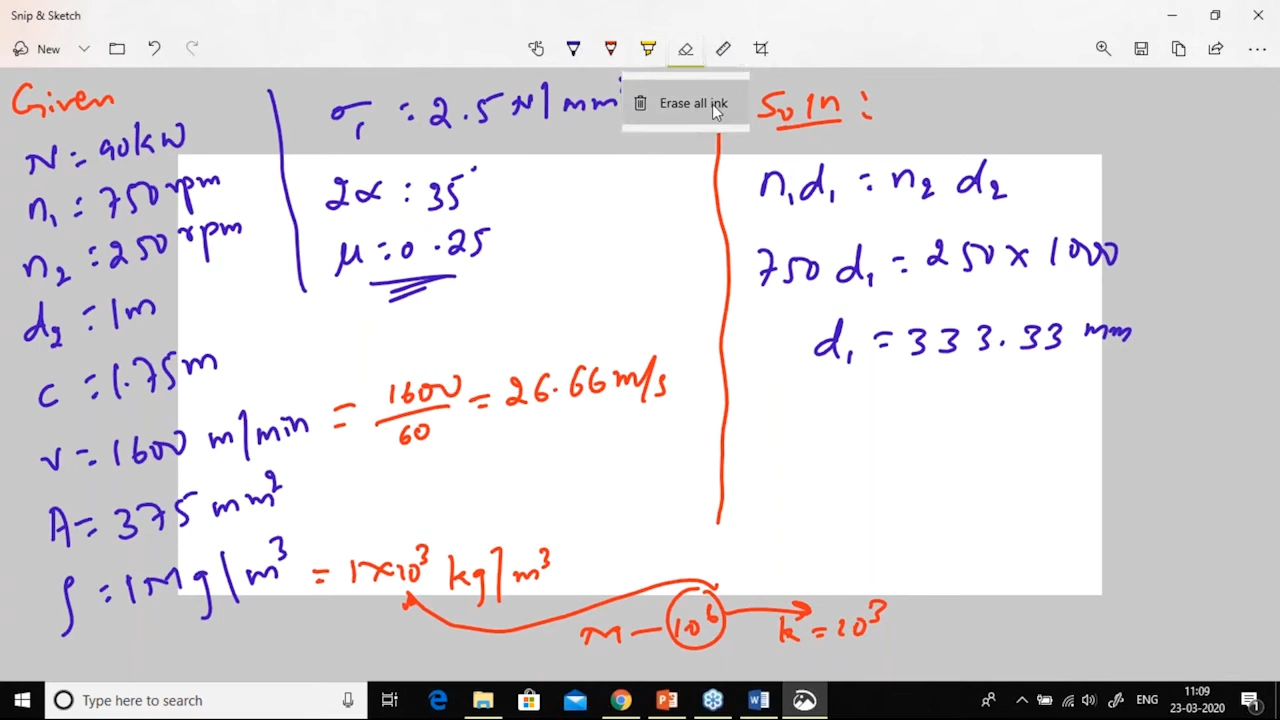 Snip & Sketch
New
Erase all ink
Given
N = 90kW
n1 = 750 rpm
n2 = 250 rpm
d2 = 1m
c = 1.75m
v = 1600 m/min = 1600/60 = 26.66 m/s
A = 375 mm²
ρ = 1Mg/m³ = 1×10³ kg/m³
M — 10⁶ → k = 10³
σ1 = 2.5 N/mm²
2α = 35°
μ = 0.25
Soln :
n1d1 = n2 d2
750 d1 = 250 × 1000
d1 = 333.33 mm
Type here to search
ENG
11:09
23-03-2020